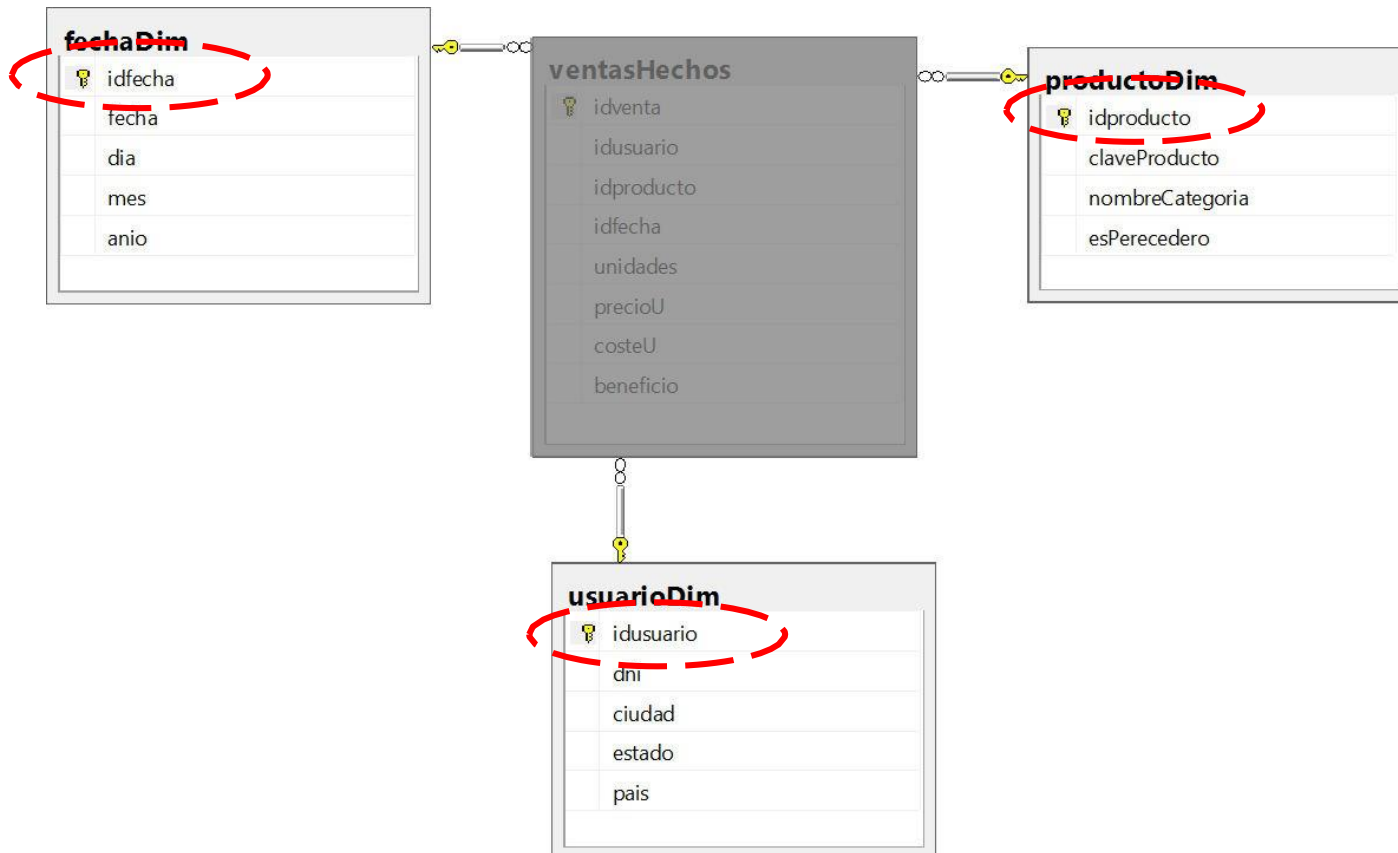 fechaDim
idfecha
fecha
dia
mes
anio
ventasHechos
idventa
idusuario
idproducto
idfecha
unidades
precioU
costeU
beneficio
productoDim
idproducto
claveProducto
nombreCategoria
esPerecedero
usuarioDim
idusuario
dni
ciudad
estado
pais